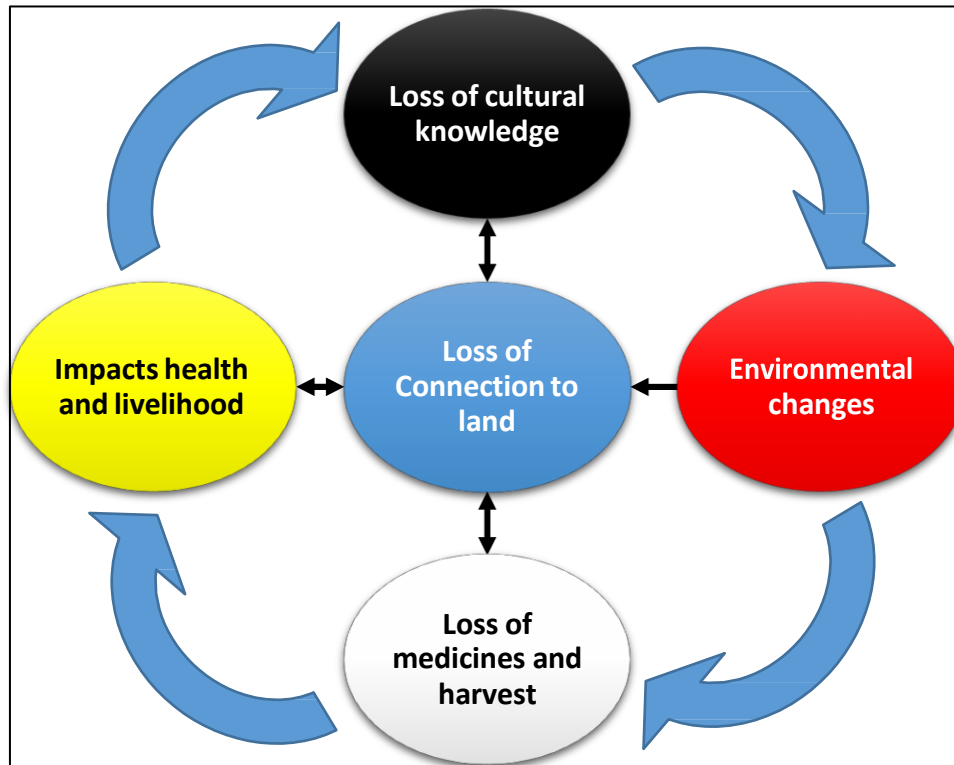 Loss of cultural
knowledge
Impacts health
and livelihood
Loss of
Connection to
land
Environmental
changes
Loss of
medicines and
harvest